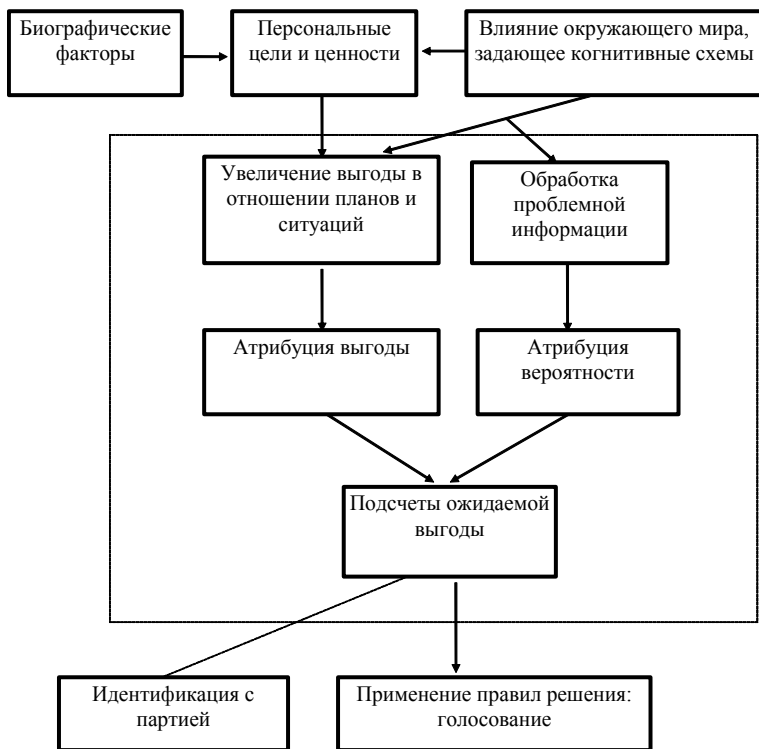 Биографические
факторы
Персональные
цели и ценности
Влияние окружающего мира,
задающее когнитивные схемы
Увеличение выгоды в
отношении планов и
ситуаций
Обработка
проблемной
информации
Атрибуция выгоды
Атрибуция
вероятности
Подсчеты ожидаемой
выгоды
Идентификация с
партией
Применение правил решения:
голосование